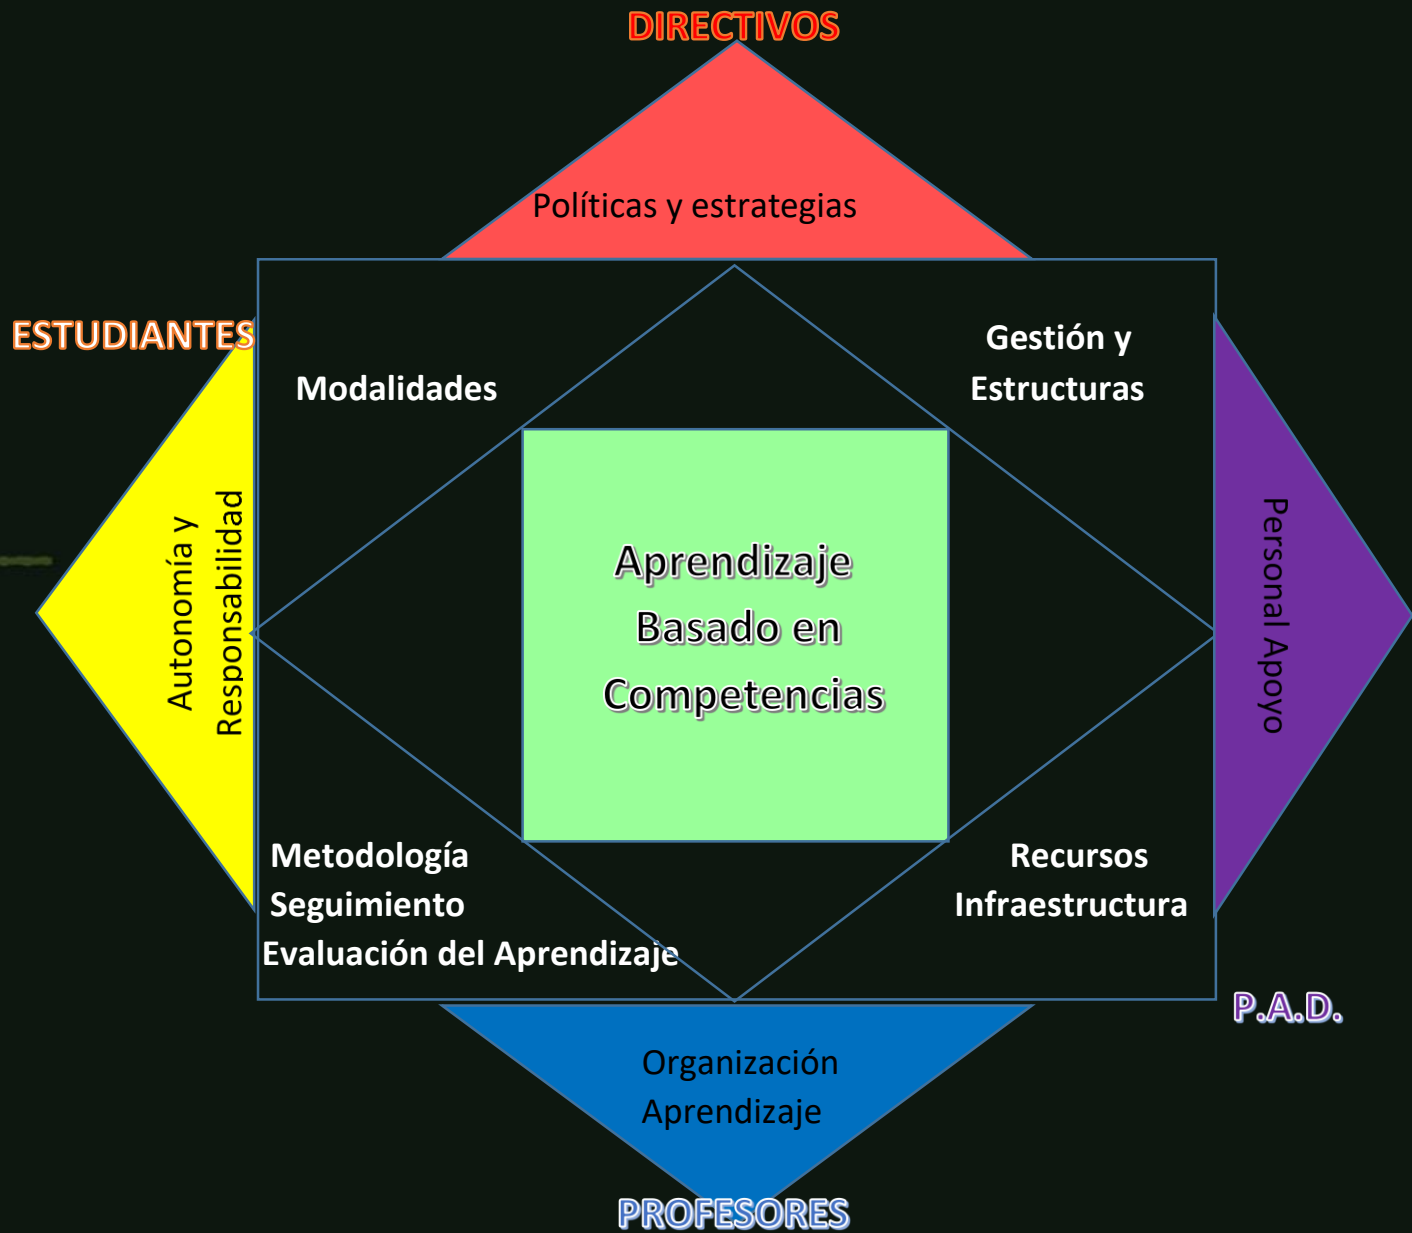 DIRECTIVOS
Políticas y estrategias
ESTUDIANTES
Autonomía y
Responsabilidad
Modalidades
Gestión y
Estructuras
Aprendizaje
Basado en
Competencias
Personal Apoyo
Metodología
Seguimiento
Evaluación del Aprendizaje
Recursos
Infraestructura
P.A.D.
Organización
Aprendizaje
PROFESORES